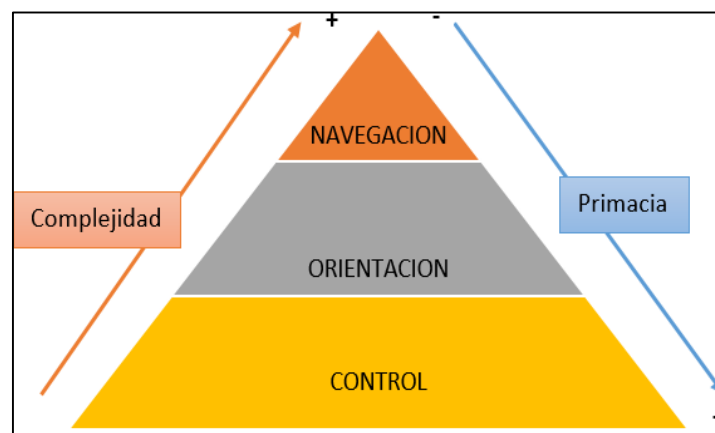 + -
NAVEGACION
Complejidad
Primacia
ORIENTACION
CONTROL